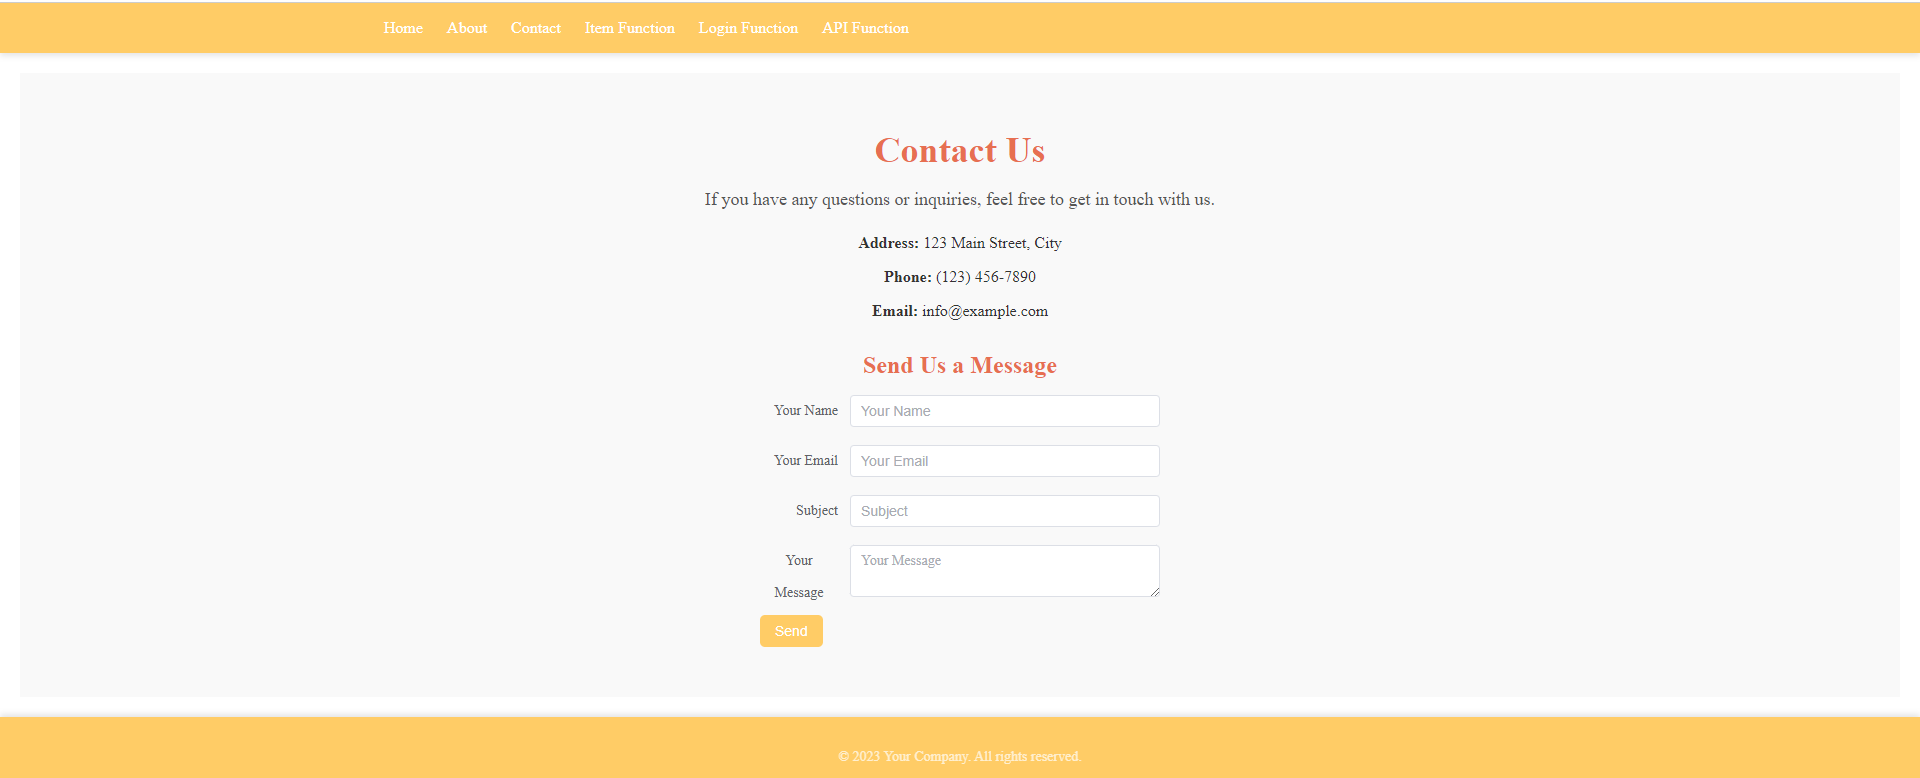 Home About Contact Item Function Login Function API Function
Contact Us
If you have any questions or inquiries, feel free to get in touch with us.
Address: 123 Main Street, City
Phone: (123) 456-7890
Email: info@example.com
Send Us a Message
Your Name Your Name
Your Email Your Email
Subject Subject
Your Your Message
Message
Send
© 2023 Your Company. All rights reserved.